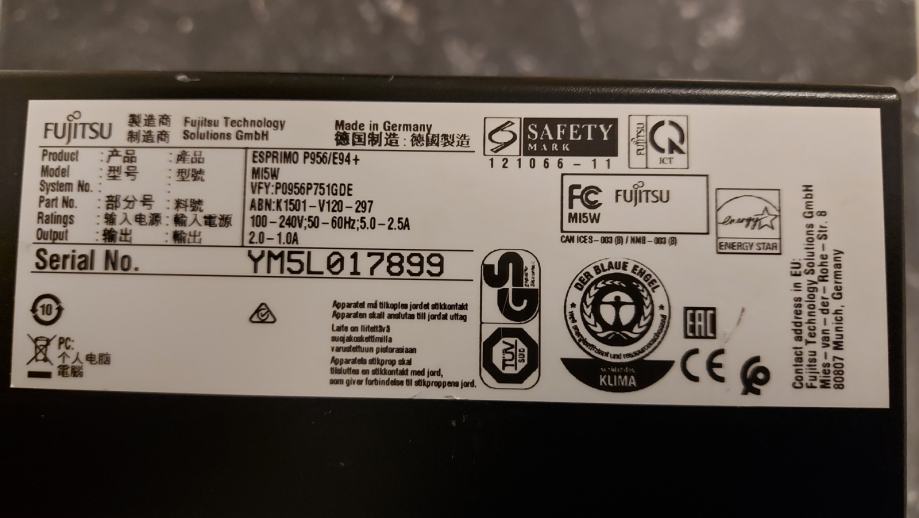 FUJITSU 製造商 Fujitsu Technology
制造商 Solutions GmbH
Made in Germany
德国制造 : 德國製造
Product : 产品 : 產品 ESPRIMO P956/E94+
Model : 型号 : 型號 MI5W
System No. : : VFY:P0956P751GDE
Part No. : 部分号 : 料號 ABN:K1501-V120-297
Ratings : 输入电源 : 輸入電源 100-240V;50-60Hz;5.0-2.5A
Output : 输出 : 輸出 2.0-1.0A
Serial No. YM5L017899
S SAFETY
MARK
121066-11
FUJITSU
ICT
FC FUJITSU
MI5W
CAN ICES-003 (B) / NMB-003 (B)
energy
ENERGY STAR
10
PC:
个人电脑
電腦
Apparatet må tilkoples jordet stikkontakt
Apparaten skall anslutas till jordat uttag
Laite on liitettävä
suojakoskettimilla
varustettuun pistorasiaan
Apparatets stikprop skal
tilsluttes en stikkontakt med jord,
som giver forbindelse til stikproppens jord.
GS
TÜV
SÜD
DER BLAUE ENGEL
KLIMA
EAC
CE
Contact address in EU:
Fujitsu Technology Solutions GmbH
Mies-van-der-Rohe-Str. 8
80807 Munich, Germany